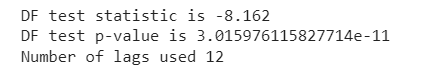 DF test statistic is -8.162
DF test p-value is 3.015976115827714e-11
Number of lags used 12